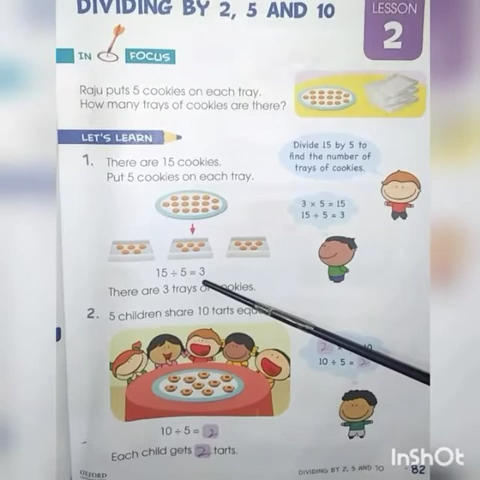 DIVIDING BY 2, 5 AND 10
LESSON
2
IN FOCUS
Raju puts 5 cookies on each tray.
How many trays of cookies are there?
LET'S LEARN
1. There are 15 cookies.
Put 5 cookies on each tray.
Divide 15 by 5 to
find the number of
trays of cookies.
3 × 5 = 15
15 ÷ 5 = 3
15 ÷ 5 = 3
There are 3 trays of cookies.
2. 5 children share 10 tarts
10 ÷ 5 = 2
10 ÷ 5 = 2
Each child gets 2 tarts.
OXFORD
DIVIDING BY 2, 5 AND 10
82
InShOt